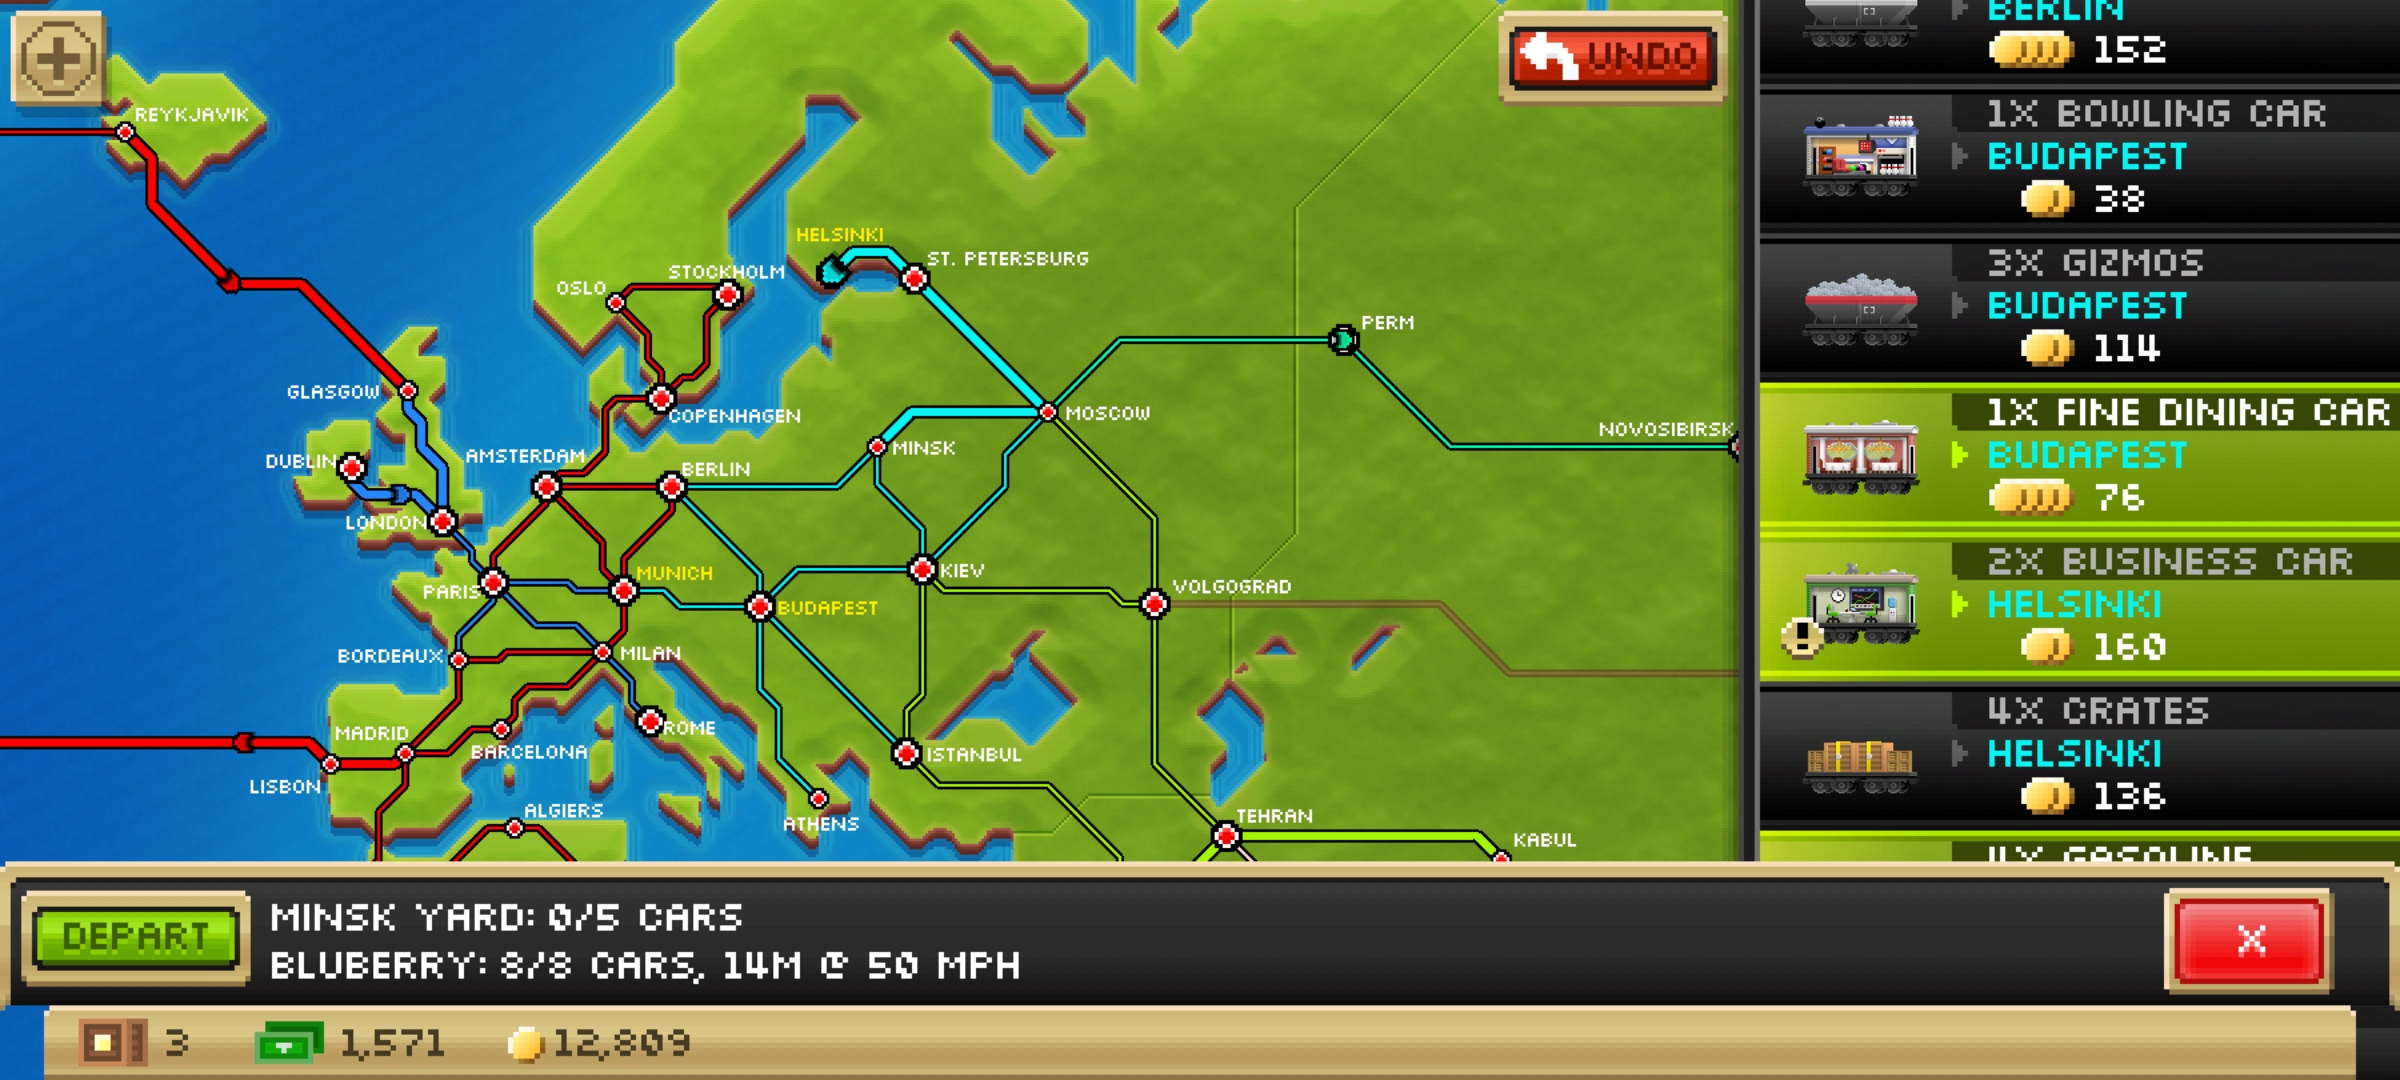 REYKJAVIK
UNDO
HELSINKI
ST. PETERSBURG
STOCKHOLM
OSLO
PERM
GLASGOW
COPENHAGEN
MOSCOW
NOVOSIBIRSK
MINSK
AMSTERDAM
DUBLIN
BERLIN
LONDON
MUNICH
KIEV
PARIS
BUDAPEST
VOLGOGRAD
BORDEAUX
MILAN
MADRID
ROME
BARCELONA
ISTANBUL
LISBON
ALGIERS
ATHENS
TEHRAN
KABUL
BERLIN
152
1X BOWLING CAR
BUDAPEST
38
3X GIZMOS
BUDAPEST
114
1X FINE DINING CAR
BUDAPEST
76
2X BUSINESS CAR
HELSINKI
160
4X CRATES
HELSINKI
136
4X GASOLINE
DEPART
MINSK YARD: 0/5 CARS
BLUBERRY: 8/8 CARS, 14M @ 50 MPH
X
3
1,571
12,809